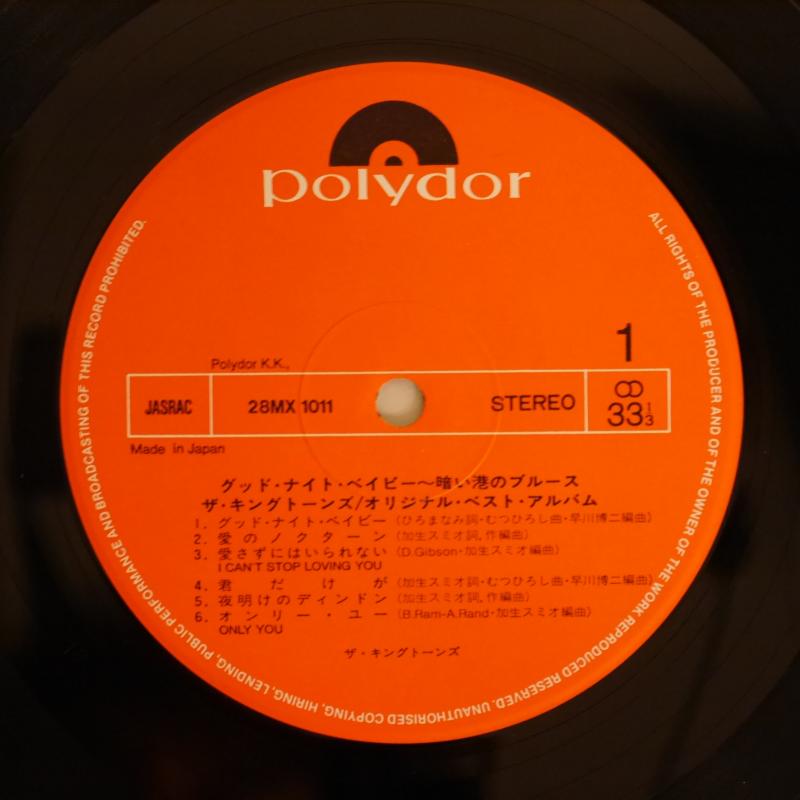 polydor
1
Polydor K.K.,
JASRAC
28MX 1011
STEREO
33 1/3
Made in Japan
グッド・ナイト・ベイビー〜暗い港のブルース
ザ・キングトーンズ/オリジナル・ベスト・アルバム
1. グッド・ナイト・ベイビー (ひろまなみ詞・むつひろし曲・早川博二編曲)
2. 愛のノクターン (加生スミオ詞,作編曲)
3. 愛さずにはいられない (D.Gibson・加生スミオ編曲)
I CAN'T STOP LOVING YOU
4. 君だけが (加生スミオ詞・むつひろし曲・早川博二編曲)
5. 夜明けのディンドン (加生スミオ詞,作編曲)
6. オンリー・ユー (B.Ram-A.Rand・加生スミオ編曲)
ONLY YOU
ザ・キングトーンズ
ALL RIGHTS OF THE PRODUCER AND OF THE OWNER OF THE WORK REPRODUCED RESERVED. UNAUTHORISED COPYING, HIRING, LENDING, PUBLIC PERFORMANCE AND BROADCASTING OF THIS RECORD PROHIBITED.